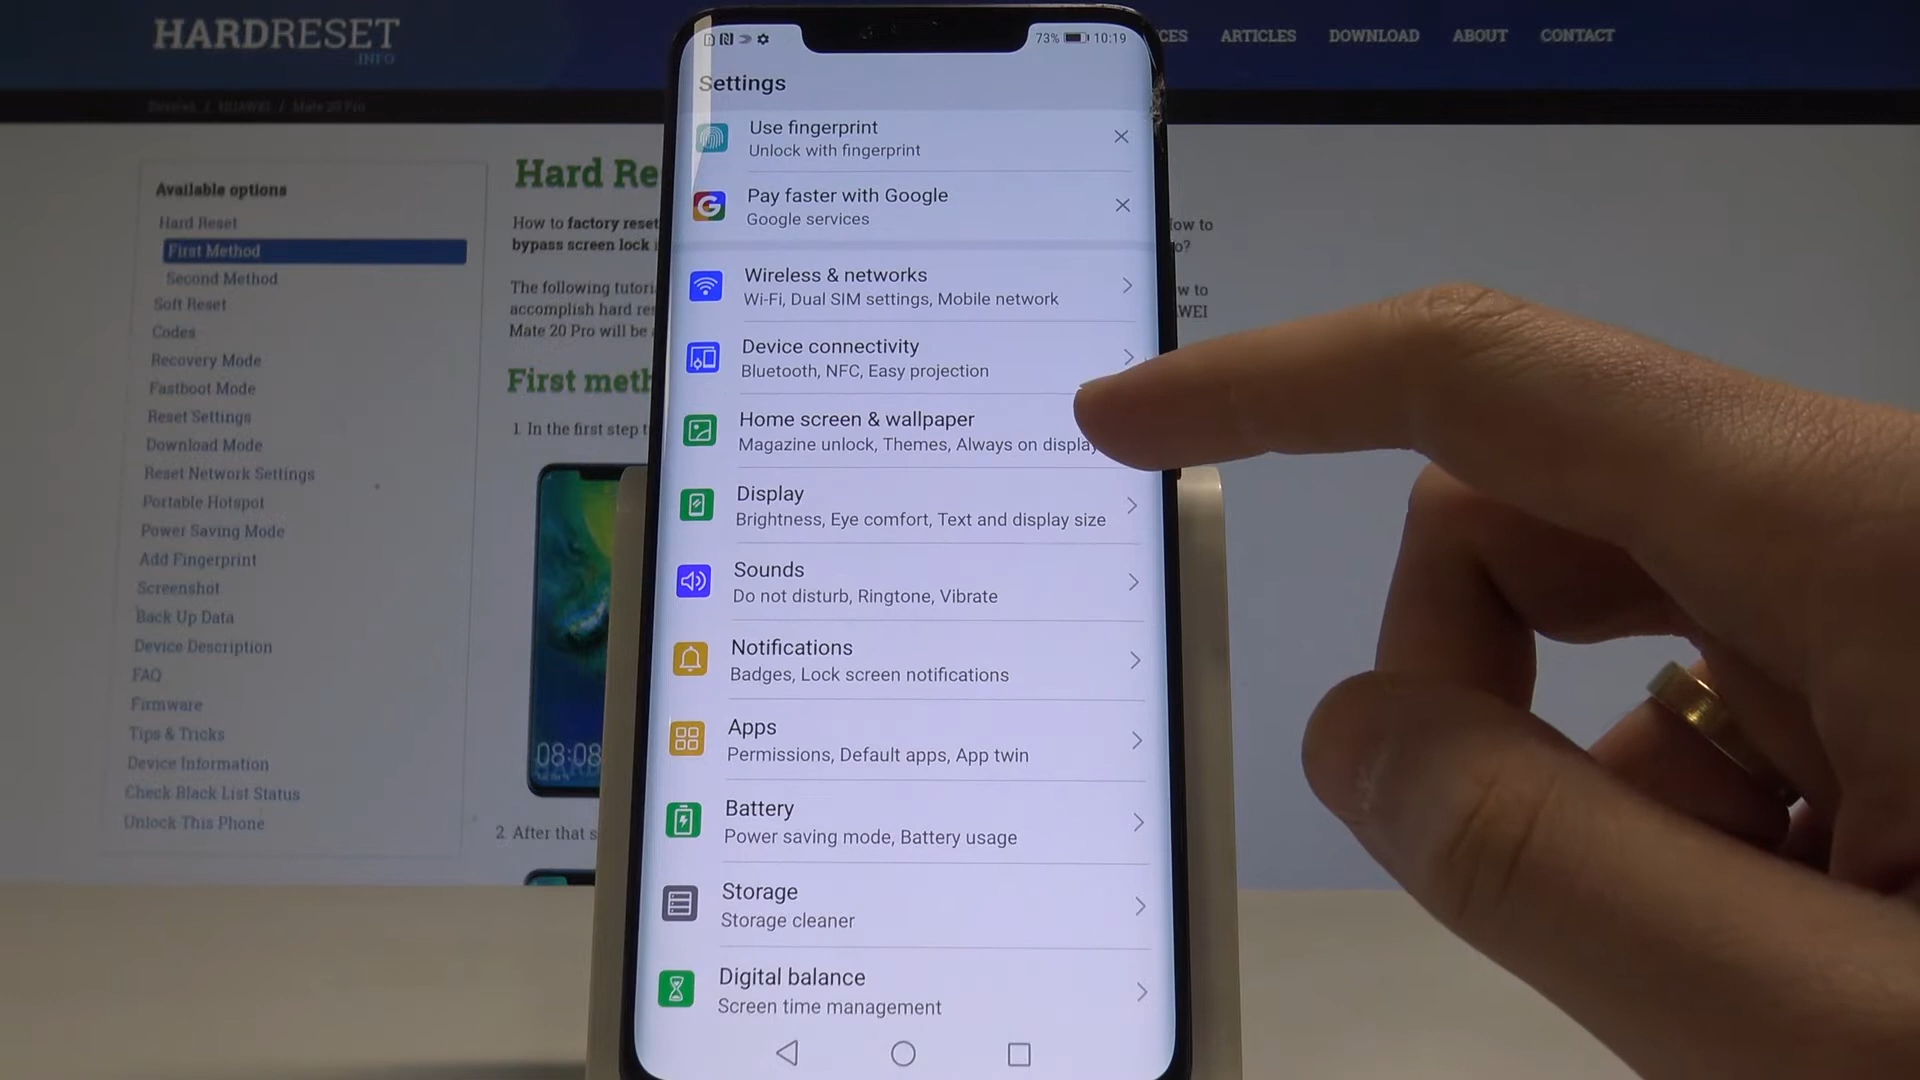 HARDRESET
.INFO
CES
ARTICLES
DOWNLOAD
ABOUT
CONTACT
Devices / HUAWEI / Mate 20 Pro
Available options
Hard Reset
First Method
Second Method
Soft Reset
Codes
Recovery Mode
Fastboot Mode
Reset Settings
Download Mode
Reset Network Settings
Portable Hotspot
Power Saving Mode
Add Fingerprint
Screenshot
Back Up Data
Device Description
FAQ
Firmware
Tips & Tricks
Device Information
Check Black List Status
Unlock This Phone
Hard Re
How to factory reset
bypass screen lock
The following tutori
accomplish hard res
Mate 20 Pro will be
First meth
1. In the first step t
08:08
2. After that s
73% 10:19
Settings
Use fingerprint
Unlock with fingerprint
Pay faster with Google
Google services
Wireless & networks
Wi-Fi, Dual SIM settings, Mobile network
Device connectivity
Bluetooth, NFC, Easy projection
Home screen & wallpaper
Magazine unlock, Themes, Always on display
Display
Brightness, Eye comfort, Text and display size
Sounds
Do not disturb, Ringtone, Vibrate
Notifications
Badges, Lock screen notifications
Apps
Permissions, Default apps, App twin
Battery
Power saving mode, Battery usage
Storage
Storage cleaner
Digital balance
Screen time management
low to
o?
w to
WEI